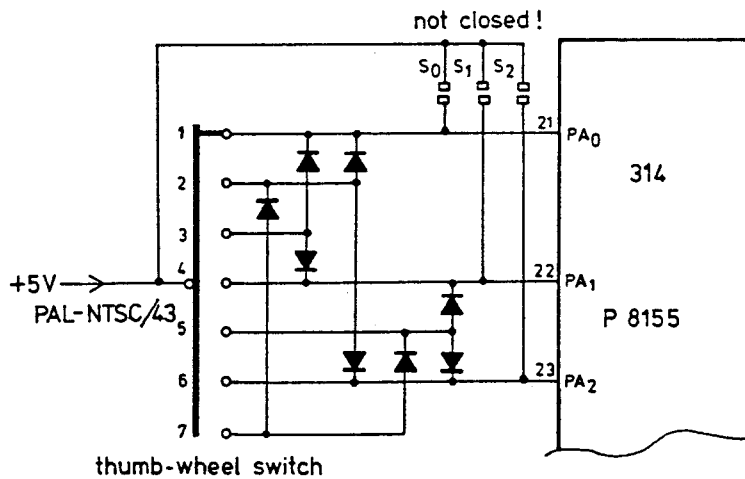 not closed!
S0 S1 S2
1
21
PA0
2
314
3
4
+5V
22
PA1
PAL-NTSC/43
5
P 8155
6
23
PA2
7
thumb-wheel switch